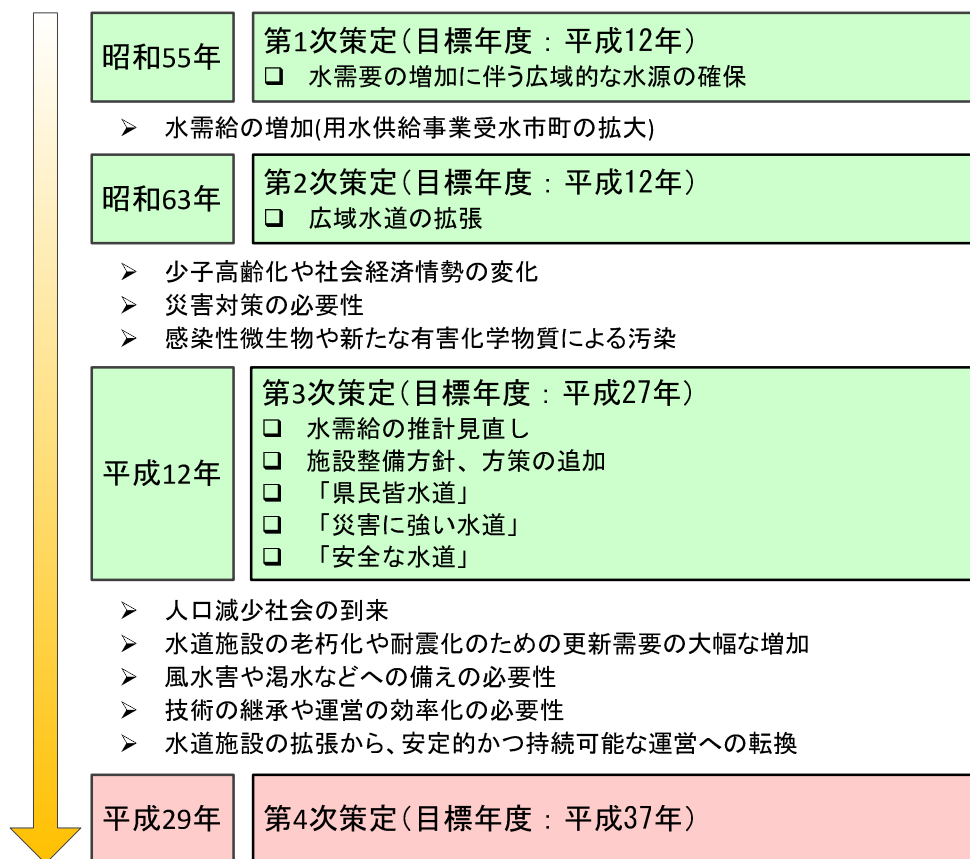 昭和55年
第1次策定(目標年度：平成12年)
❑ 水需要の増加に伴う広域的な水源の確保
➢ 水需給の増加(用水供給事業受水市町の拡大)
昭和63年
第2次策定(目標年度：平成12年)
❑ 広域水道の拡張
➢ 少子高齢化や社会経済情勢の変化
➢ 災害対策の必要性
➢ 感染性微生物や新たな有害化学物質による汚染
平成12年
第3次策定(目標年度：平成27年)
❑ 水需給の推計見直し
❑ 施設整備方針、方策の追加
❑ 「県民皆水道」
❑ 「災害に強い水道」
❑ 「安全な水道」
➢ 人口減少社会の到来
➢ 水道施設の老朽化や耐震化のための更新需要の大幅な増加
➢ 風水害や渇水などへの備えの必要性
➢ 技術の継承や運営の効率化の必要性
➢ 水道施設の拡張から、安定的かつ持続可能な運営への転換
平成29年
第4次策定(目標年度：平成37年)